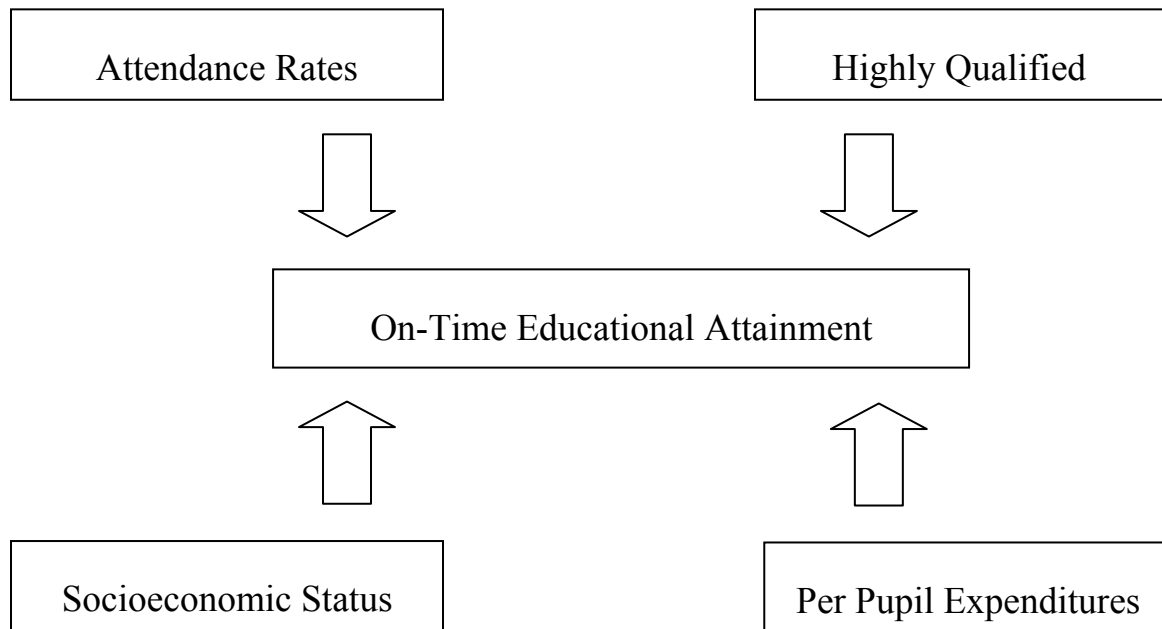 Attendance Rates
Highly Qualified
On-Time Educational Attainment
Socioeconomic Status
Per Pupil Expenditures